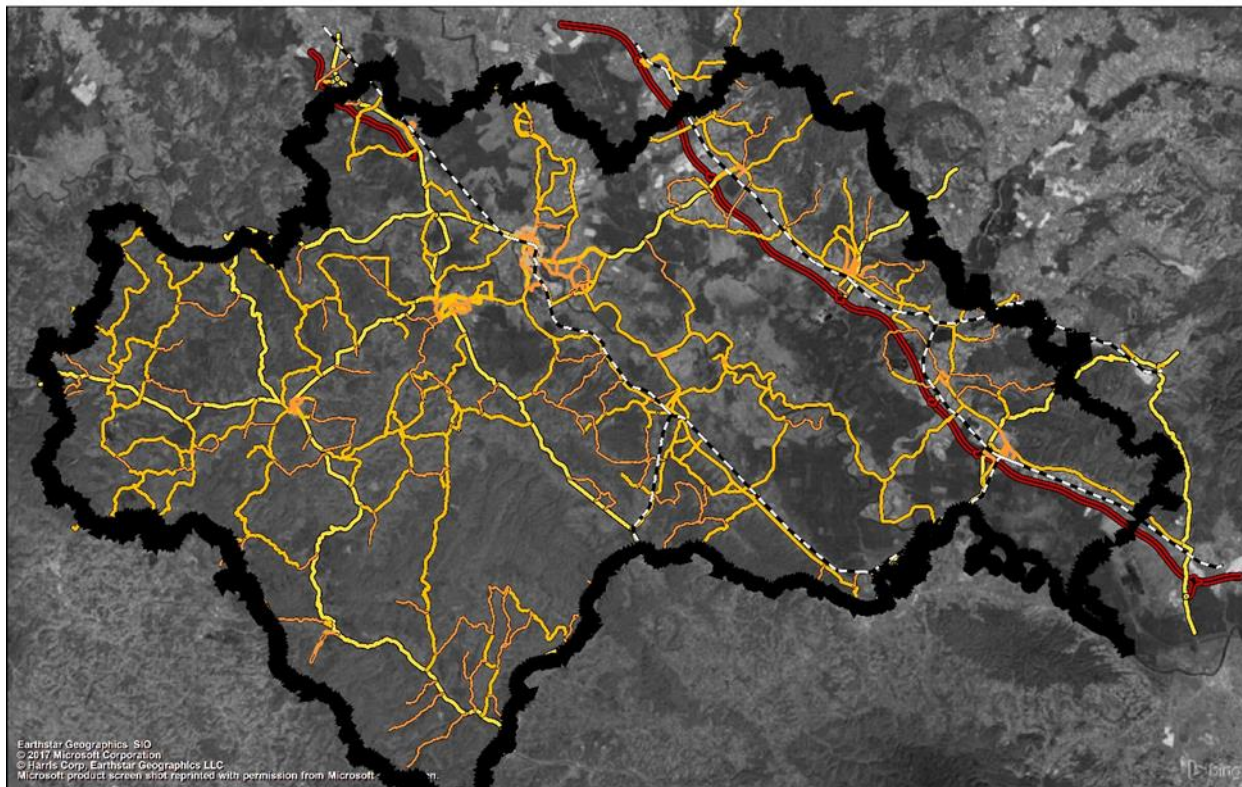 Earthstar Geographics SIO
© 2017 Microsoft Corporation
© Harris Corp, Earthstar Geographics LLC
Microsoft product screen shot reprinted with permission from Microsoft
bing